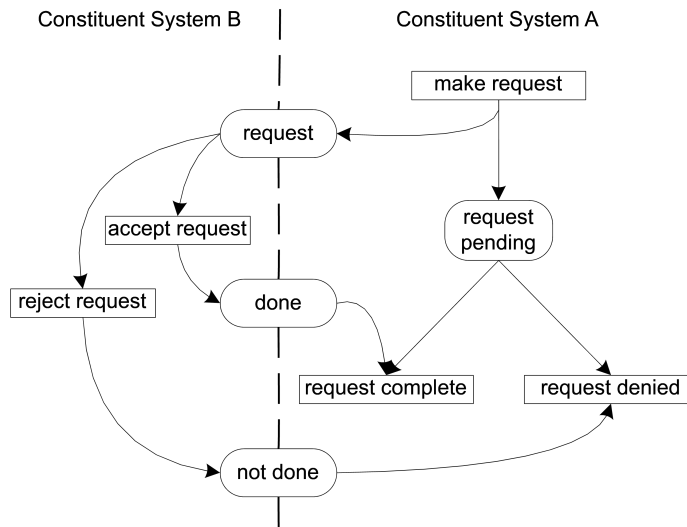 Constituent System B
Constituent System A
make request
request
request
pending
accept request
reject request
done
request complete
request denied
not done